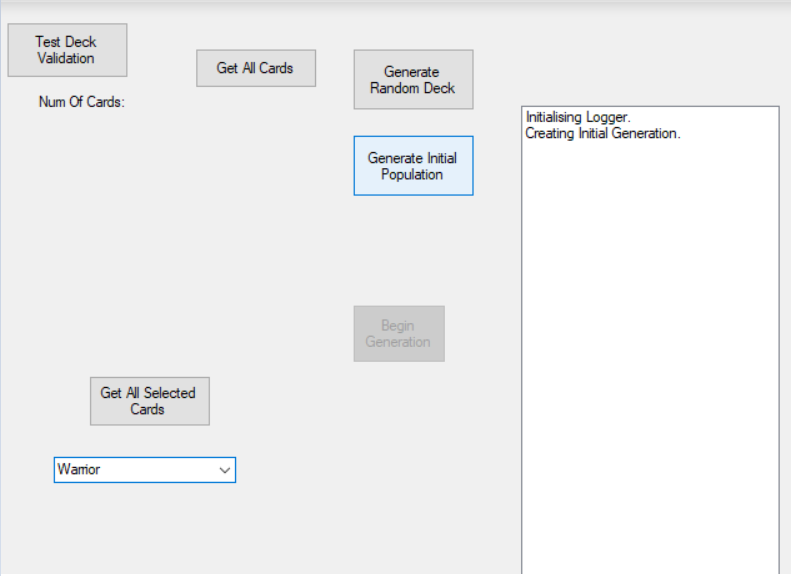 Test Deck
Validation
Get All Cards
Generate
Random Deck
Num Of Cards:
Initialising Logger.
Creating Initial Generation.
Generate Initial
Population
Begin
Generation
Get All Selected
Cards
Warrior